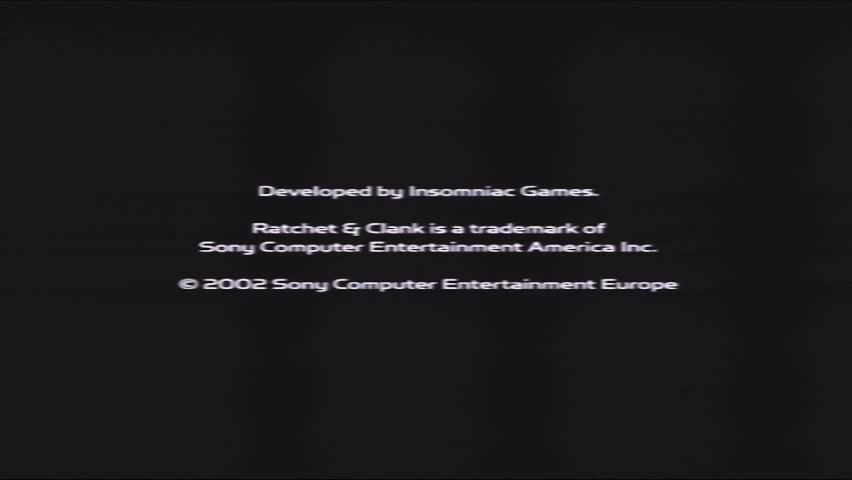 Developed by Insomniac Games.
Ratchet & Clank is a trademark of
Sony Computer Entertainment America Inc.
© 2002 Sony Computer Entertainment Europe